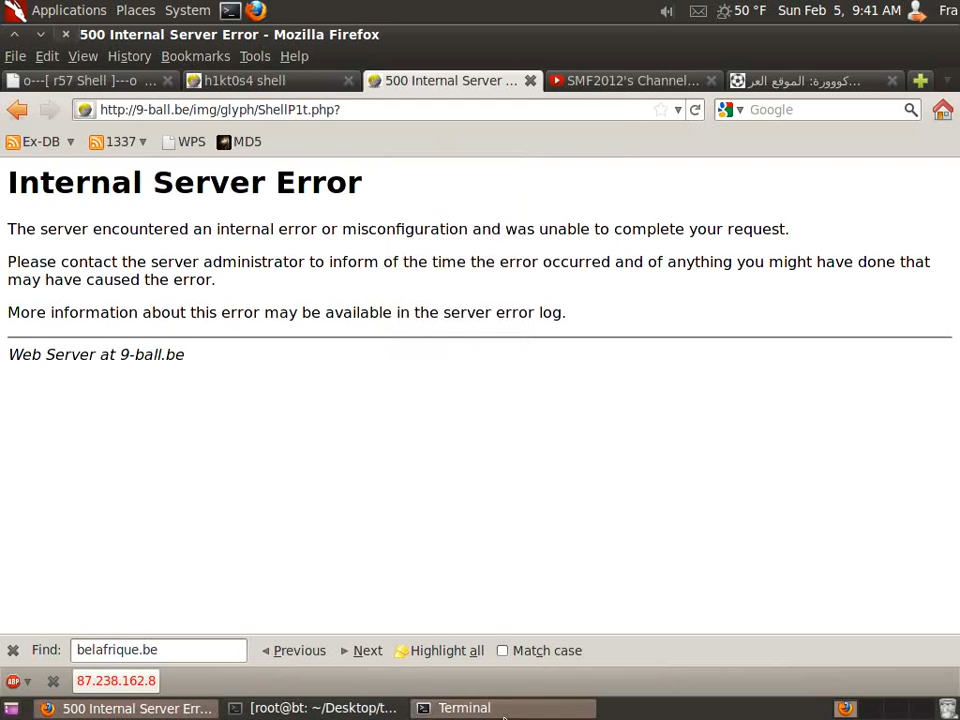 Applications Places System 50 °F Sun Feb 5, 9:41 AM Fra
500 Internal Server Error - Mozilla Firefox
File Edit View History Bookmarks Tools Help
o---[ r57 Shell ]---o ... h1kt0s4 shell 500 Internal Server ... SMF2012's Channel... كووورة: الموقع العر...
http://9-ball.be/img/glyph/ShellP1t.php? Google
Ex-DB 1337 WPS MD5
Internal Server Error
The server encountered an internal error or misconfiguration and was unable to complete your request.
Please contact the server administrator to inform of the time the error occurred and of anything you might have done that
may have caused the error.
More information about this error may be available in the server error log.
Web Server at 9-ball.be
Find: belafrique.be Previous Next Highlight all Match case
ABP 87.238.162.8
500 Internal Server Err... [root@bt: ~/Desktop/t... Terminal